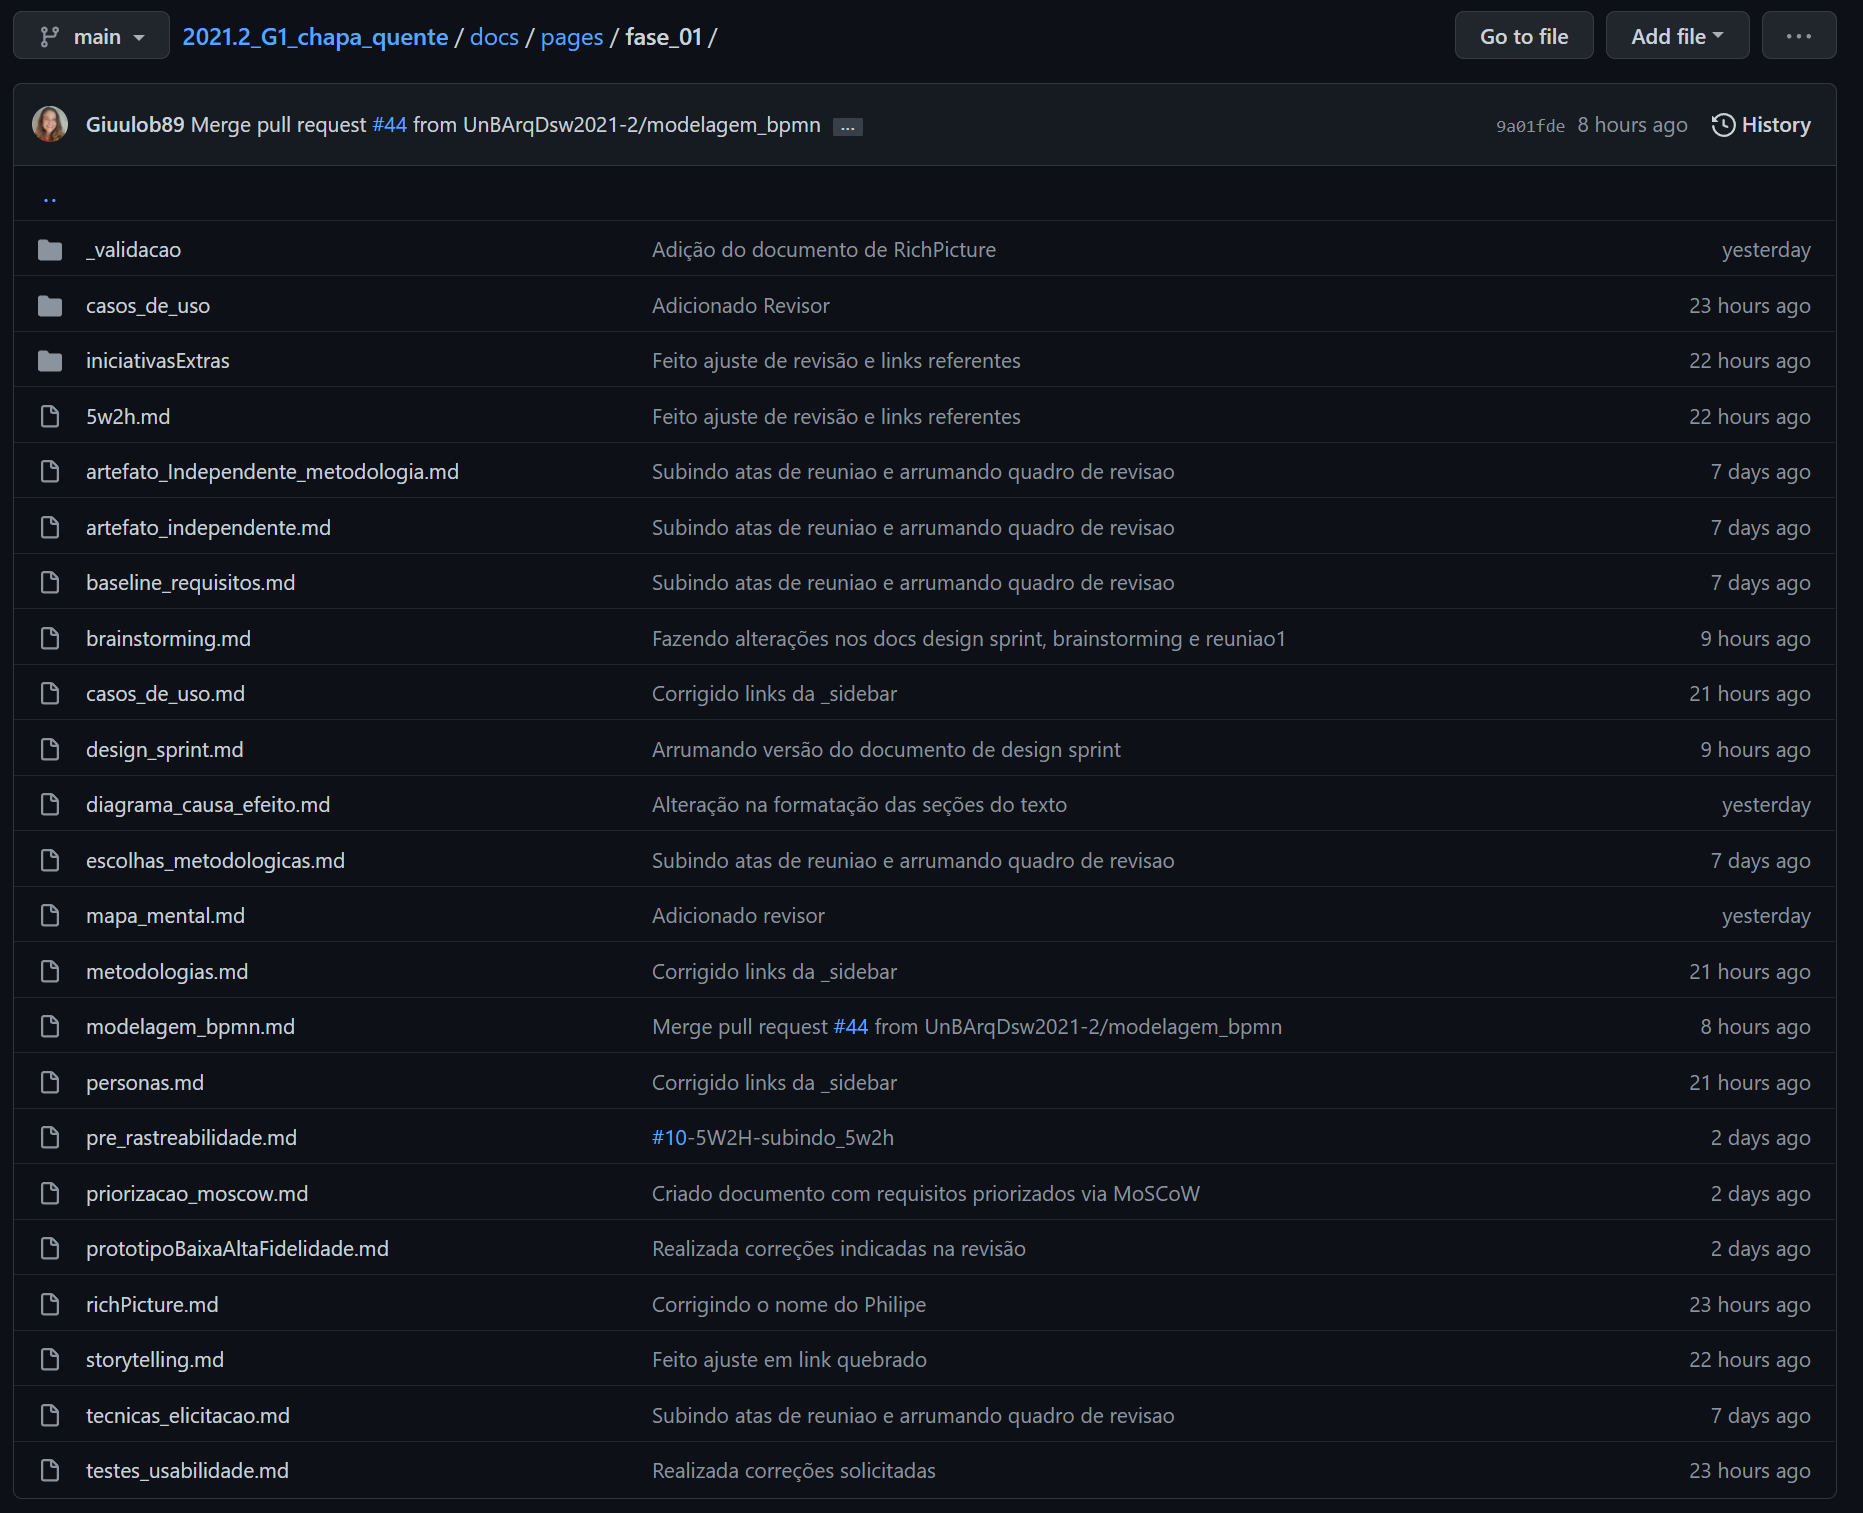 main 2021.2_G1_chapa_quente / docs / pages / fase_01 / Go to file Add file ...
Giuulob89 Merge pull request #44 from UnBArqDsw2021-2/modelagem_bpmn ... 9a01fde 8 hours ago History
..
_validacao Adição do documento de RichPicture yesterday
casos_de_uso Adicionado Revisor 23 hours ago
iniciativasExtras Feito ajuste de revisão e links referentes 22 hours ago
5w2h.md Feito ajuste de revisão e links referentes 22 hours ago
artefato_Independente_metodologia.md Subindo atas de reuniao e arrumando quadro de revisao 7 days ago
artefato_independente.md Subindo atas de reuniao e arrumando quadro de revisao 7 days ago
baseline_requisitos.md Subindo atas de reuniao e arrumando quadro de revisao 7 days ago
brainstorming.md Fazendo alterações nos docs design sprint, brainstorming e reuniao1 9 hours ago
casos_de_uso.md Corrigido links da _sidebar 21 hours ago
design_sprint.md Arrumando versão do documento de design sprint 9 hours ago
diagrama_causa_efeito.md Alteração na formatação das seções do texto yesterday
escolhas_metodologicas.md Subindo atas de reuniao e arrumando quadro de revisao 7 days ago
mapa_mental.md Adicionado revisor yesterday
metodologias.md Corrigido links da _sidebar 21 hours ago
modelagem_bpmn.md Merge pull request #44 from UnBArqDsw2021-2/modelagem_bpmn 8 hours ago
personas.md Corrigido links da _sidebar 21 hours ago
pre_rastreabilidade.md #10-5W2H-subindo_5w2h 2 days ago
priorizacao_moscow.md Criado documento com requisitos priorizados via MoSCoW 2 days ago
prototipoBaixaAltaFidelidade.md Realizada correções indicadas na revisão 2 days ago
richPicture.md Corrigindo o nome do Philipe 23 hours ago
storytelling.md Feito ajuste em link quebrado 22 hours ago
tecnicas_elicitacao.md Subindo atas de reuniao e arrumando quadro de revisao 7 days ago
testes_usabilidade.md Realizada correções solicitadas 23 hours ago